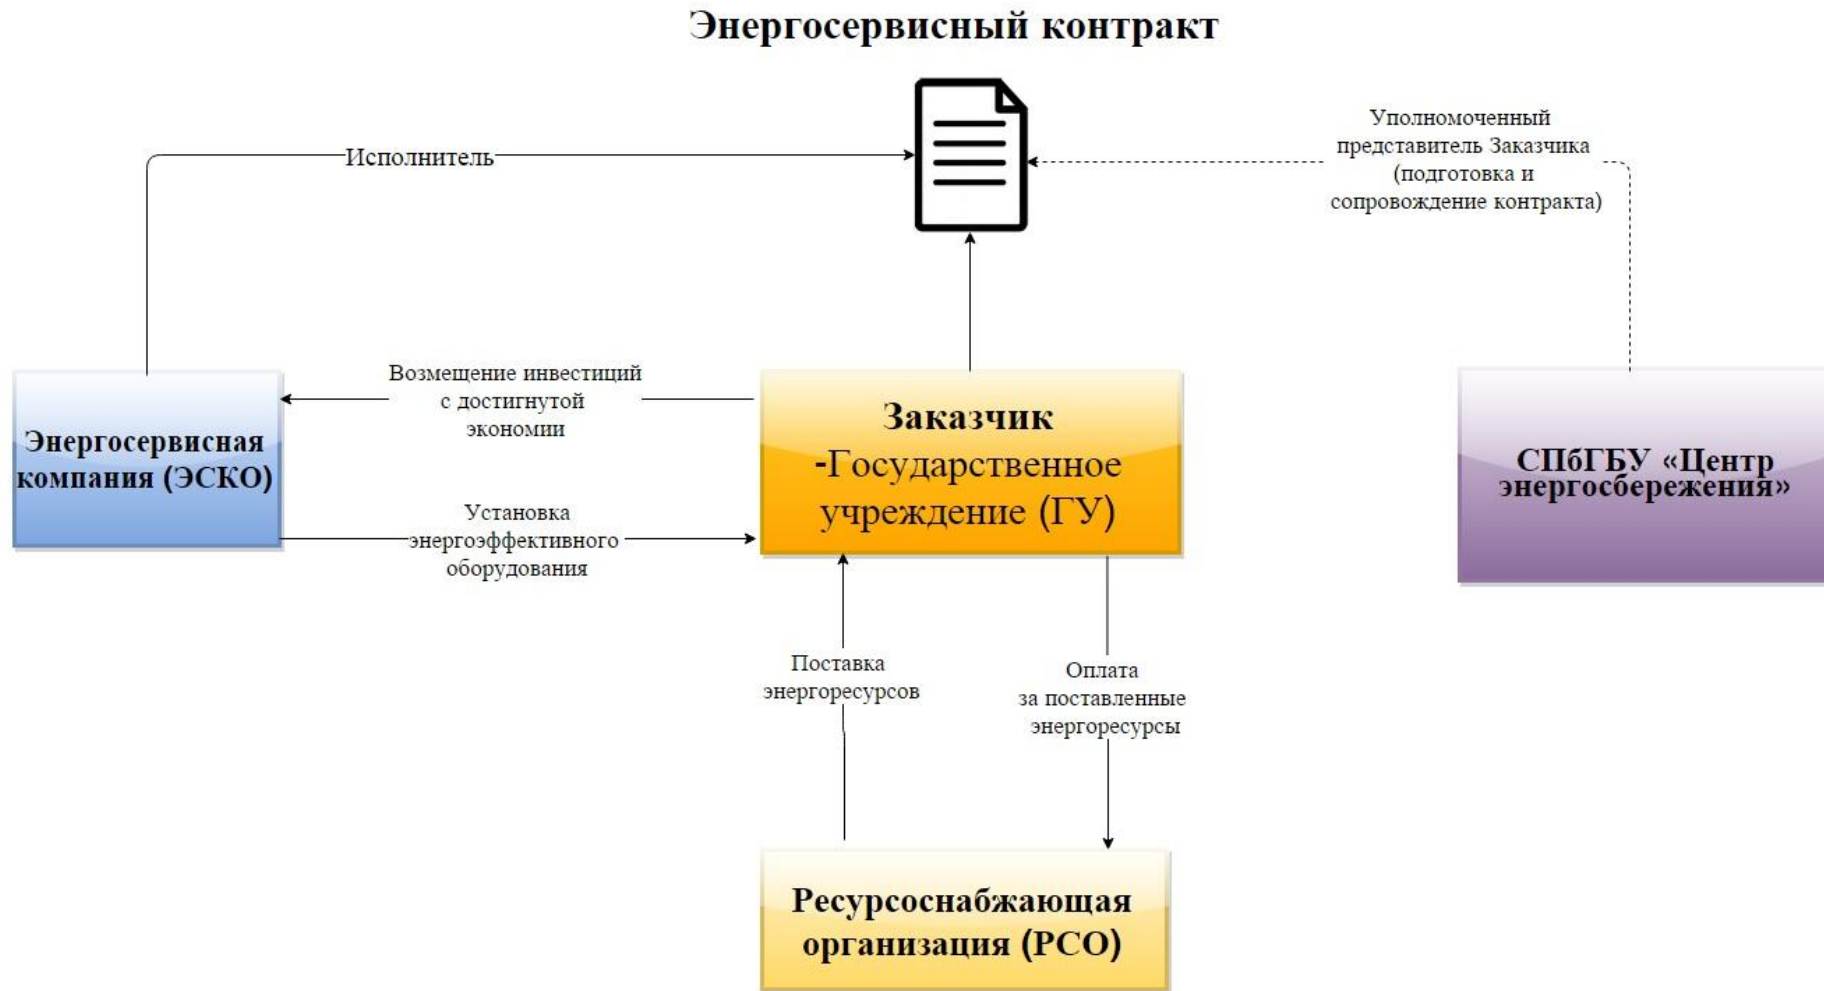 Энергосервисный контракт
Исполнитель
Уполномоченный
представитель Заказчика
(подготовка и
сопровождение контракта)
Возмещение инвестиций
с достигнутой
экономии
Энергосервисная
компания (ЭСКО)
Установка
энергоэффективного
оборудования
Заказчик
-Государственное
учреждение (ГУ)
СПбГБУ «Центр
энергосбережения»
Поставка
энергоресурсов
Оплата
за поставленные
энергоресурсы
Ресурсоснабжающая
организация (РСО)